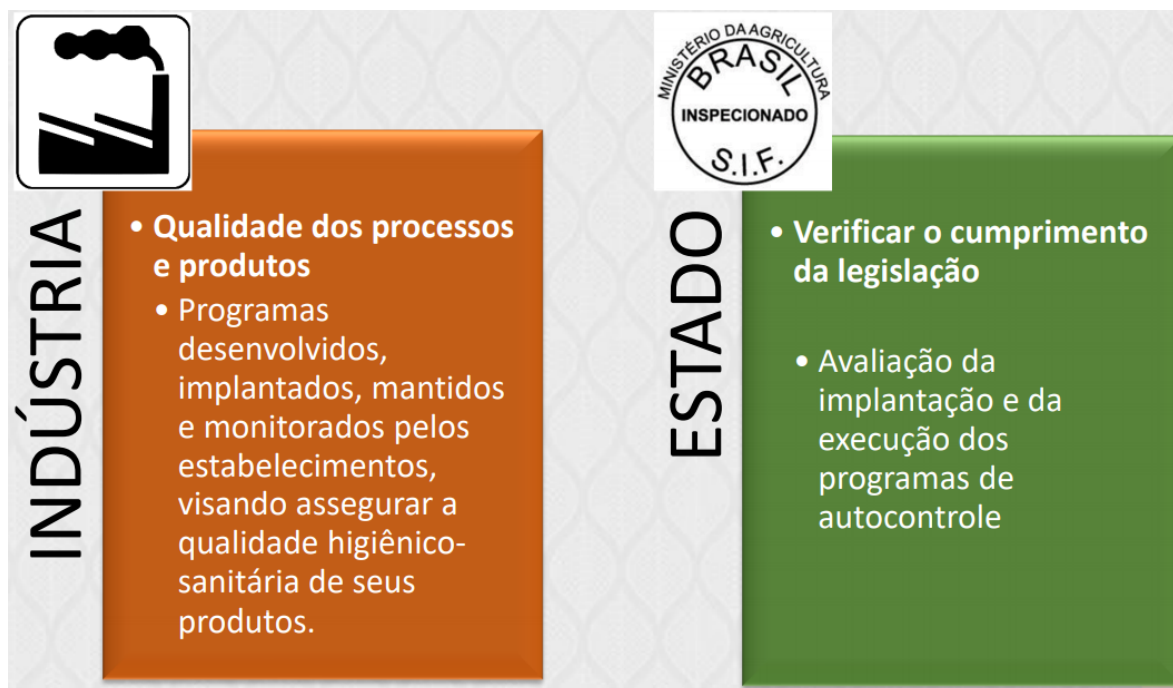 INDÚSTRIA
• Qualidade dos processos
e produtos
• Programas
desenvolvidos,
implantados, mantidos
e monitorados pelos
estabelecimentos,
visando assegurar a
qualidade higiênico-
sanitária de seus
produtos.
MINISTÉRIO DA AGRICULTURA
BRASIL
INSPECIONADO
S.I.F.
ESTADO
• Verificar o cumprimento
da legislação
• Avaliação da
implantação e da
execução dos
programas de
autocontrole